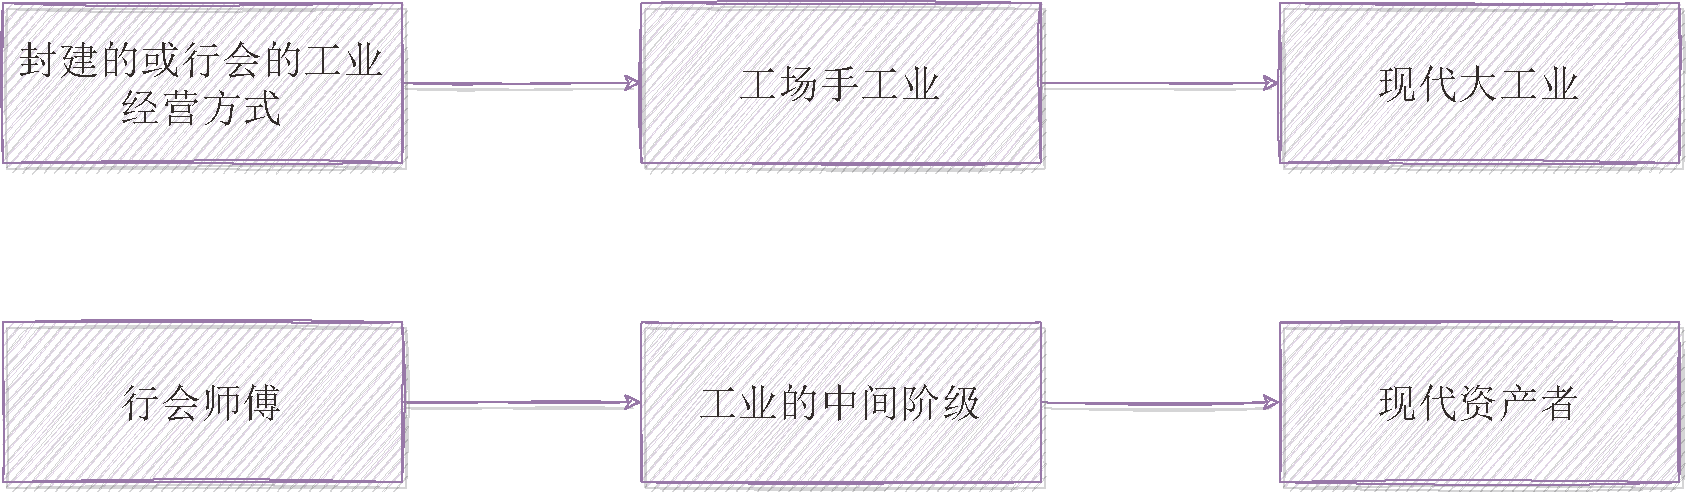 封建的或行会的工业
经营方式
工场手工业
现代大工业
行会师傅
工业的中间阶级
现代资产者